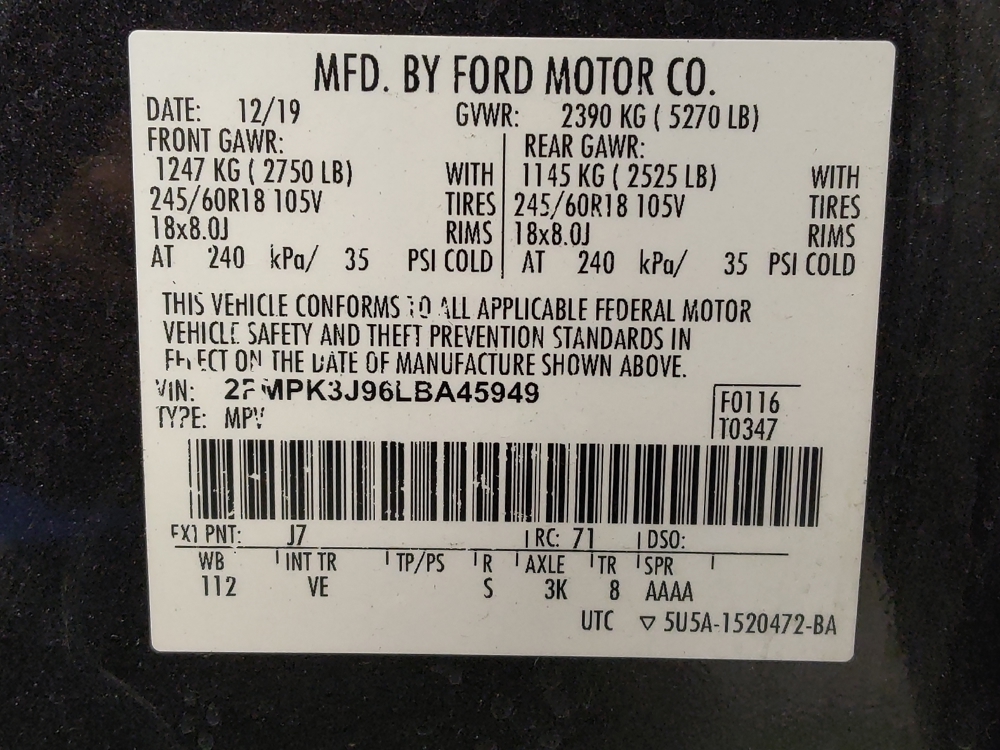 MFD. BY FORD MOTOR CO.
DATE: 12/19 GVWR: 2390 KG ( 5270 LB)
FRONT GAWR: REAR GAWR:
1247 KG ( 2750 LB) WITH 1145 KG ( 2525 LB) WITH
245/60R18 105V TIRES 245/60R18 105V TIRES
18x8.0J RIMS 18x8.0J RIMS
AT 240 kPa/ 35 PSI COLD AT 240 kPa/ 35 PSI COLD
THIS VEHICLE CONFORMS TO ALL APPLICABLE FEDERAL MOTOR
VEHICLE SAFETY AND THEFT PREVENTION STANDARDS IN
EFFECT ON THE DATE OF MANUFACTURE SHOWN ABOVE.
VIN: 2FMPK3J96LBA45949
TYPE: MPV
F0116
T0347
EXT PNT: J7 RC: 71 DSO:
WB INT TR TP/PS R AXLE TR SPR
112 VE S 3K 8 AAAA
UTC ▽ 5U5A-1520472-BA